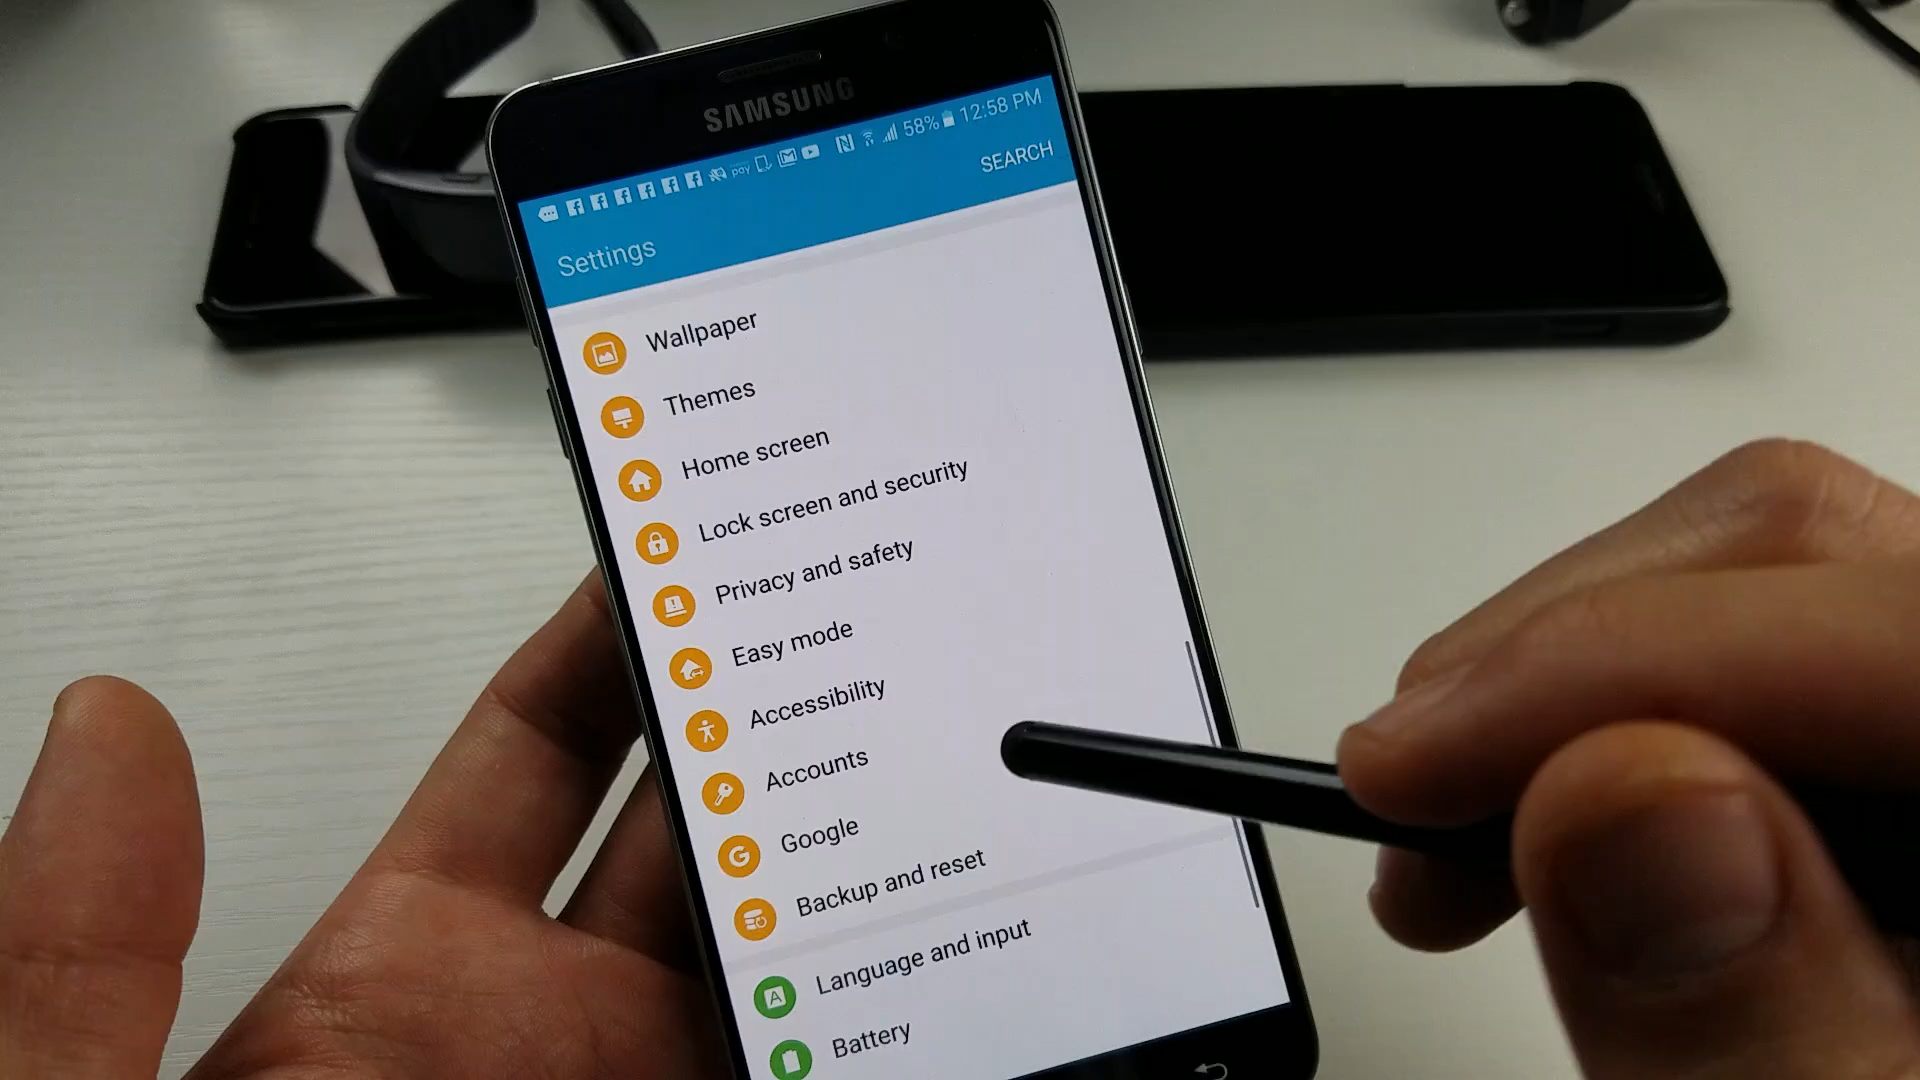 SAMSUNG
pay 58% 12:58 PM
SEARCH
Settings
Wallpaper
Themes
Home screen
Lock screen and security
Privacy and safety
Easy mode
Accessibility
Accounts
Google
Backup and reset
Language and input
Battery